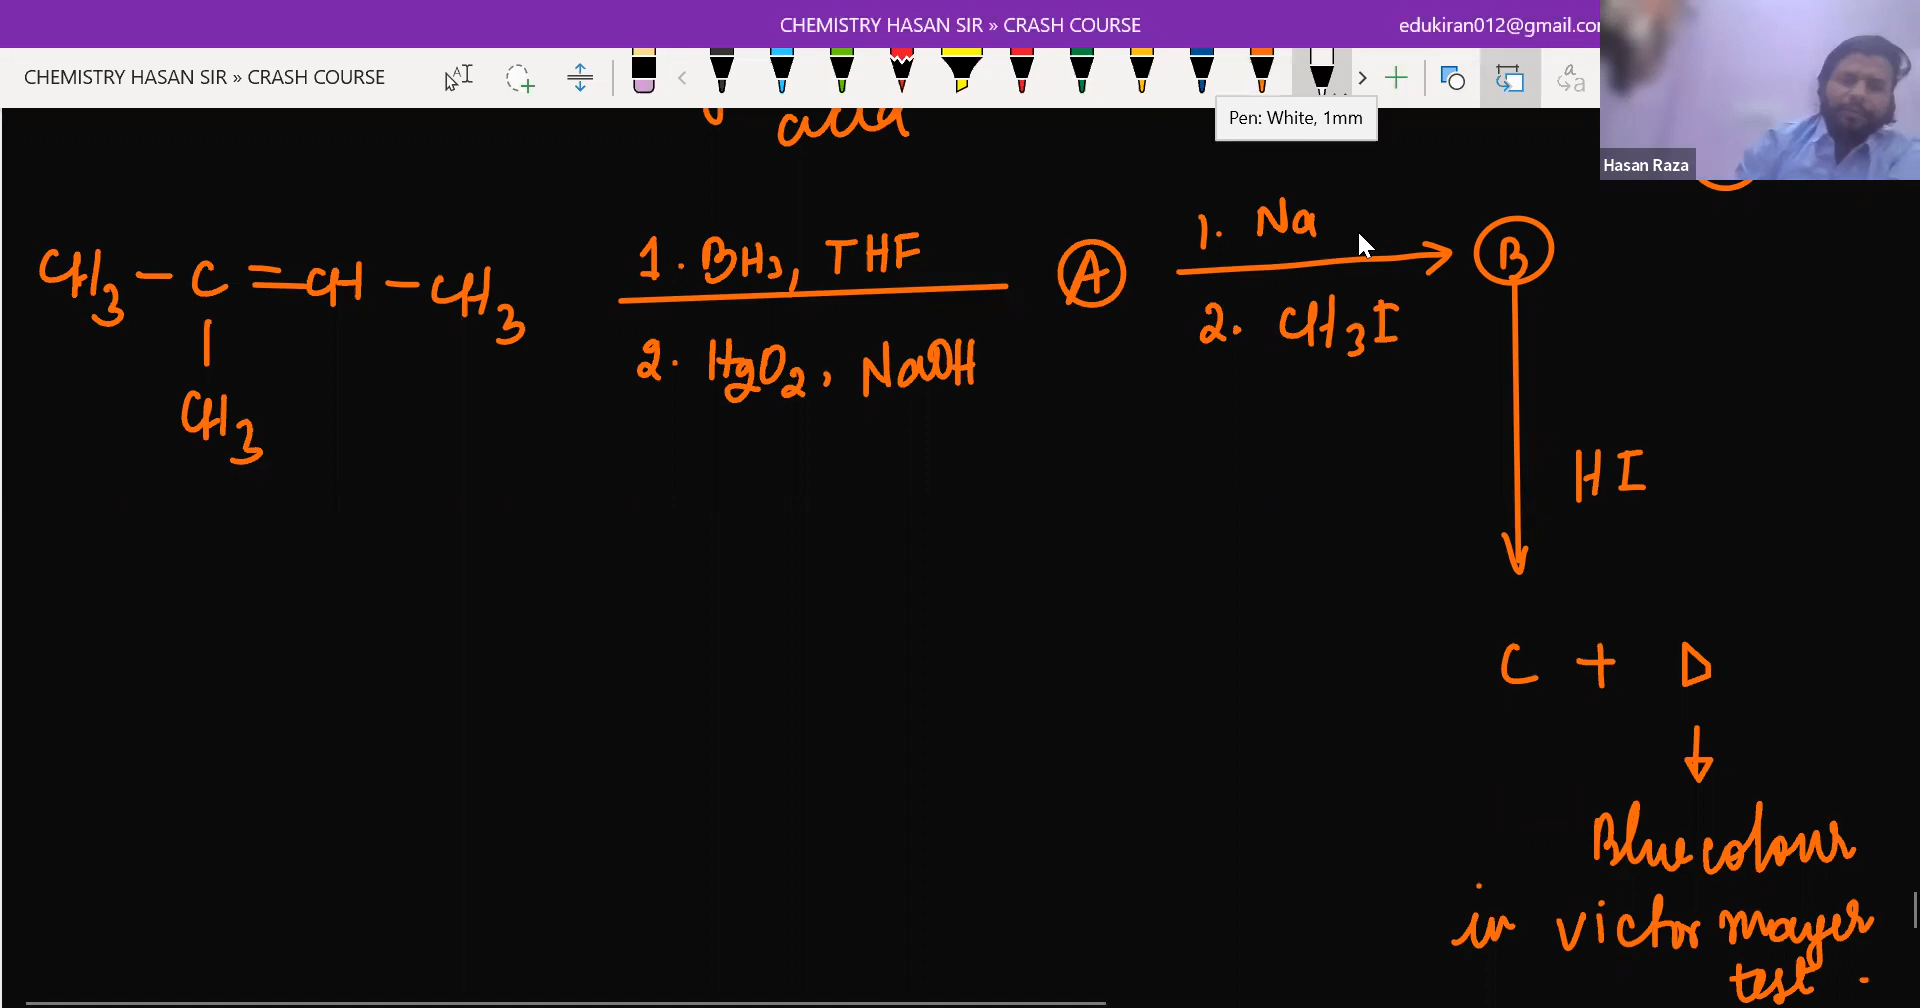 CHEMISTRY HASAN SIR » CRASH COURSE
edukiran012@gmail.co
CHEMISTRY HASAN SIR » CRASH COURSE
Pen: White, 1mm
Hasan Raza
acid
CH3 – C = CH – CH3
CH3
1. BH3, THF
2. HgO2, NaOH
A
1. Na
2. CH3I
B
HI
C + D
Blue colour
in victor mayer
test.